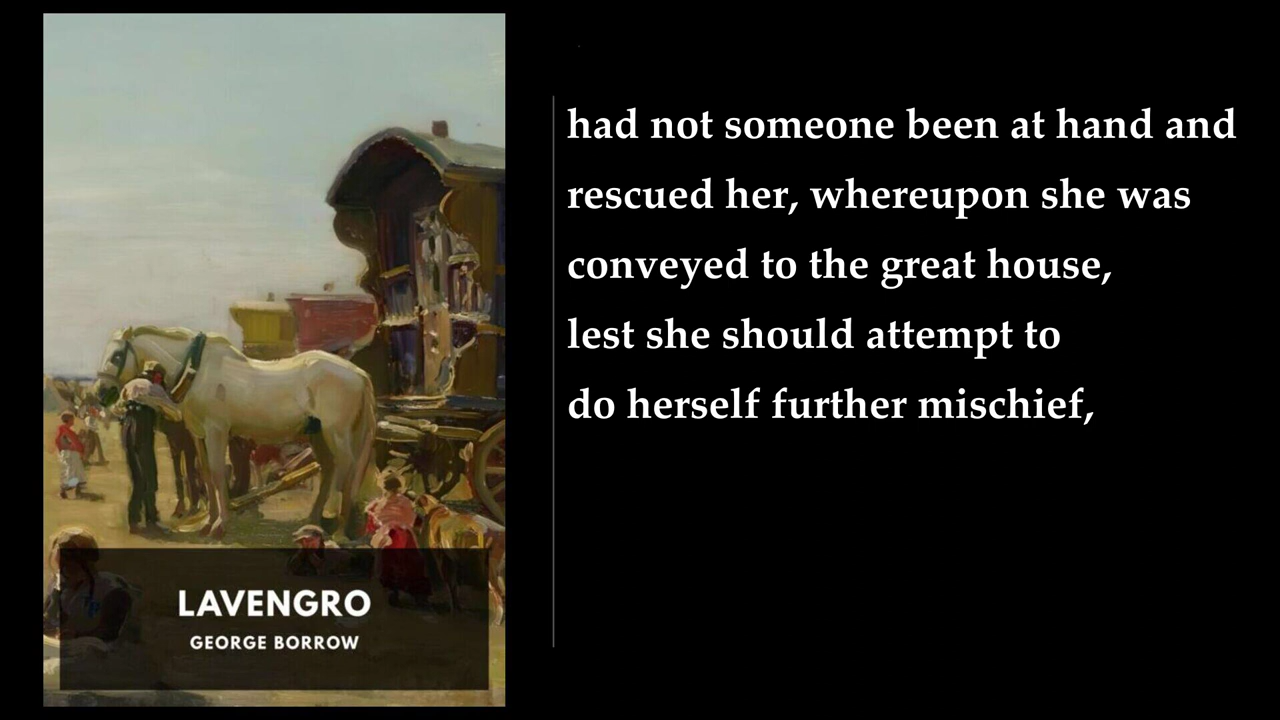 had not someone been at hand and
rescued her, whereupon she was
conveyed to the great house,
lest she should attempt to
do herself further mischief,
LAVENGRO
GEORGE BORROW